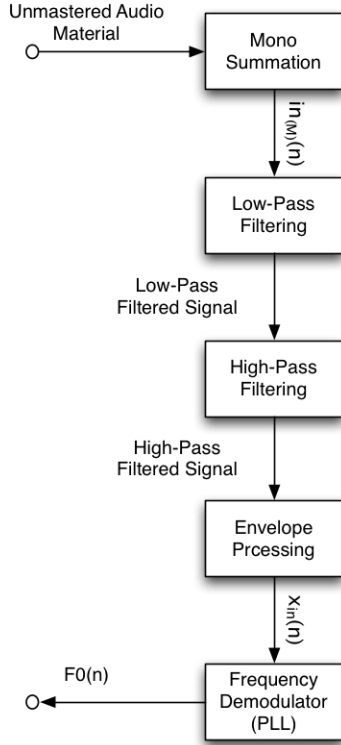 Unmastered Audio
Material
Mono
Summation
in(M)(n)
Low-Pass
Filtering
Low-Pass
Filtered Signal
High-Pass
Filtering
High-Pass
Filtered Signal
Envelope
Prcessing
xin(n)
F0(n)
Frequency
Demodulator
(PLL)